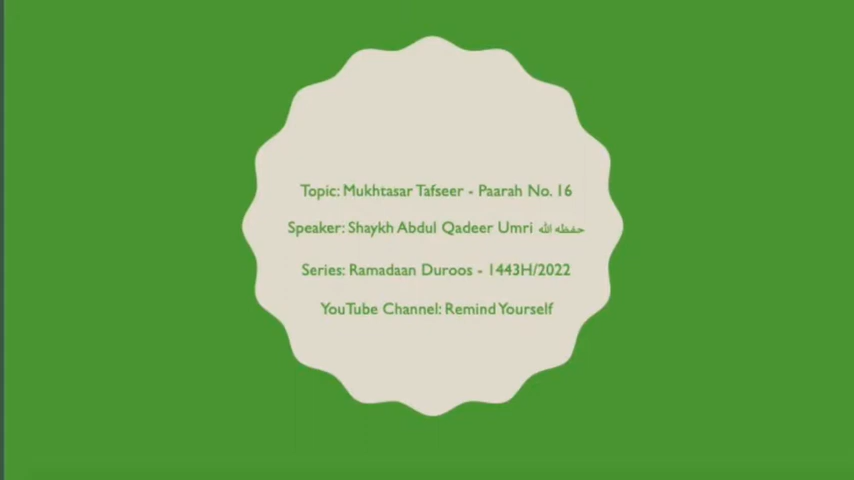 Topic: Mukhtasar Tafseer - Paarah No. 16
Speaker: Shaykh Abdul Qadeer Umri حفظه الله
Series: Ramadaan Duroos - 1443H/2022
YouTube Channel: Remind Yourself